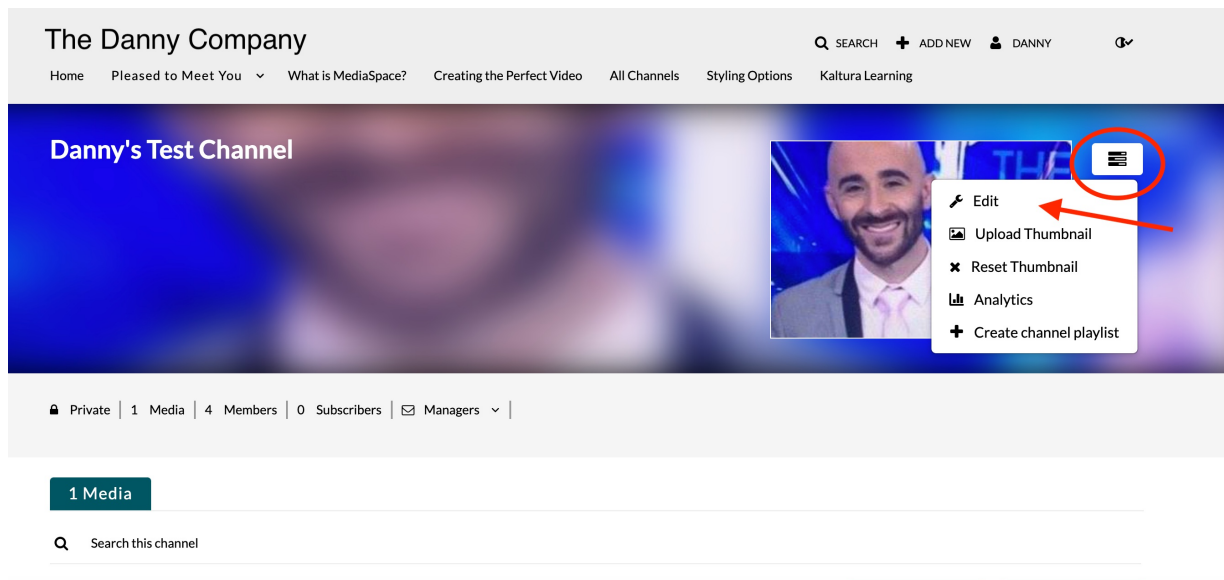 The Danny Company
SEARCH ADD NEW DANNY
Home Pleased to Meet You What is MediaSpace? Creating the Perfect Video All Channels Styling Options Kaltura Learning
Danny's Test Channel
THE
Edit
Upload Thumbnail
Reset Thumbnail
Analytics
Create channel playlist
Private 1 Media 4 Members 0 Subscribers Managers
1 Media
Search this channel